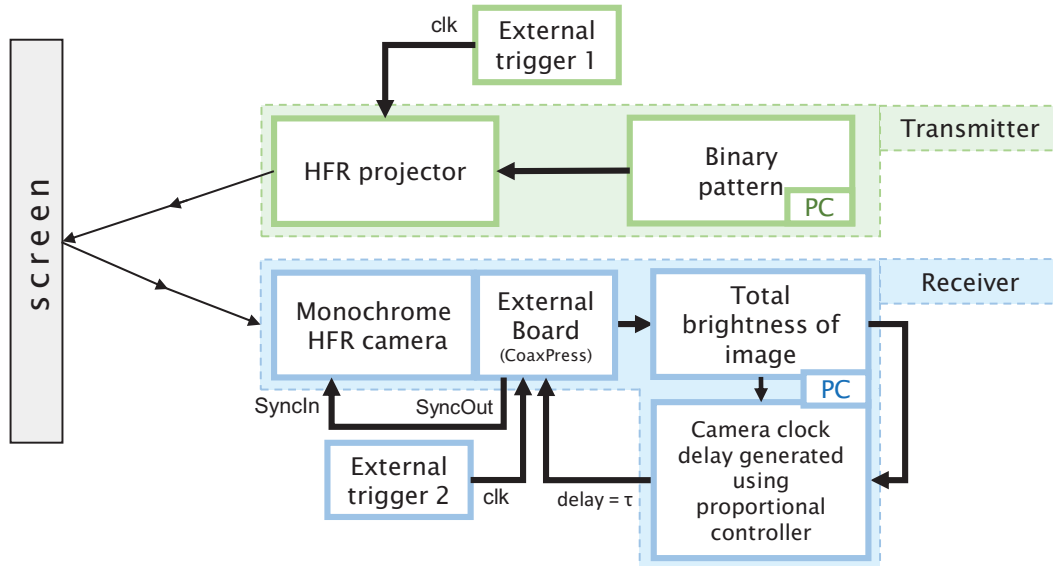 screen
clk
External
trigger 1
Transmitter
HFR projector
Binary
pattern
PC
Receiver
Monochrome
HFR camera
External
Board
(CoaxPress)
Total
brightness of
image
PC
SyncIn
SyncOut
External
trigger 2
clk
delay = τ
Camera clock
delay generated
using
proportional
controller